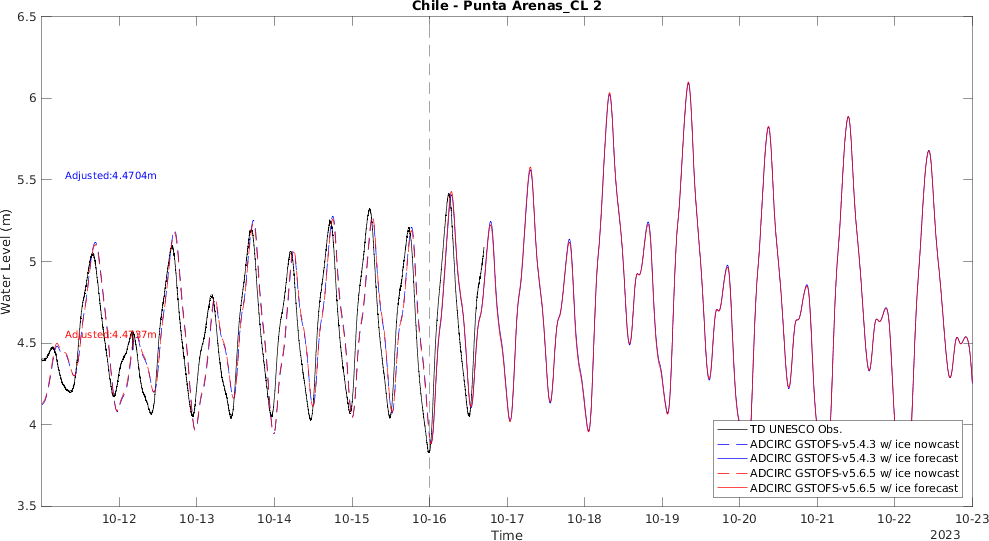 Chile - Punta Arenas_CL 2
6.5
6
5.5
5
4.5
4
3.5
Water Level (m)
Adjusted:4.4704m
TD UNESCO Obs.
ADCIRC GSTOFS-v5.4.3 w/ ice nowcast
ADCIRC GSTOFS-v5.4.3 w/ ice forecast
ADCIRC GSTOFS-v5.6.5 w/ ice nowcast
ADCIRC GSTOFS-v5.6.5 w/ ice forecast
10-12 10-13 10-14 10-15 10-16 10-17 10-18 10-19 10-20 10-21 10-22 10-23
Time
2023